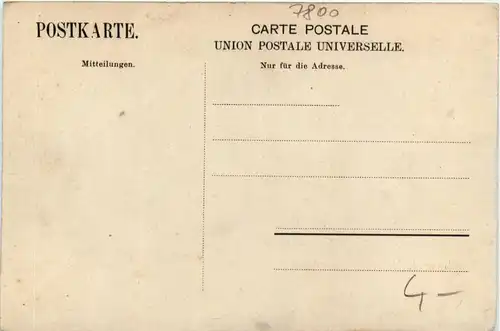 7800
POSTKARTE.
CARTE POSTALE
UNION POSTALE UNIVERSELLE.
Mitteilungen.
Nur für die Adresse.
4-